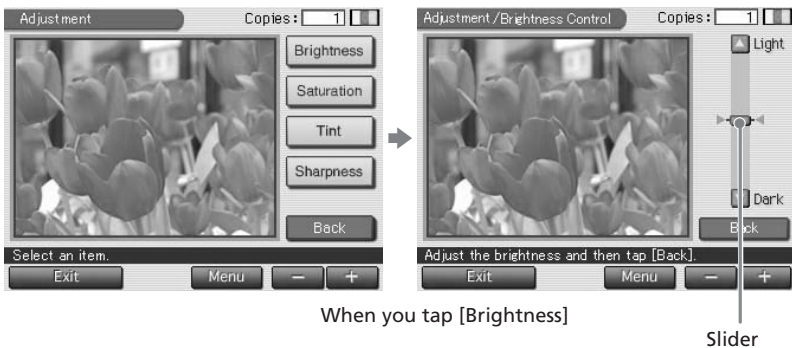 Adjustment
Copies: 1
Brightness
Saturation
Tint
Sharpness
Back
Select an item.
Exit
Menu
− +
Adjustment/Brightness Control
Copies: 1
Light
Dark
Back
Adjust the brightness and then tap [Back].
Exit
Menu
− +
When you tap [Brightness]
Slider